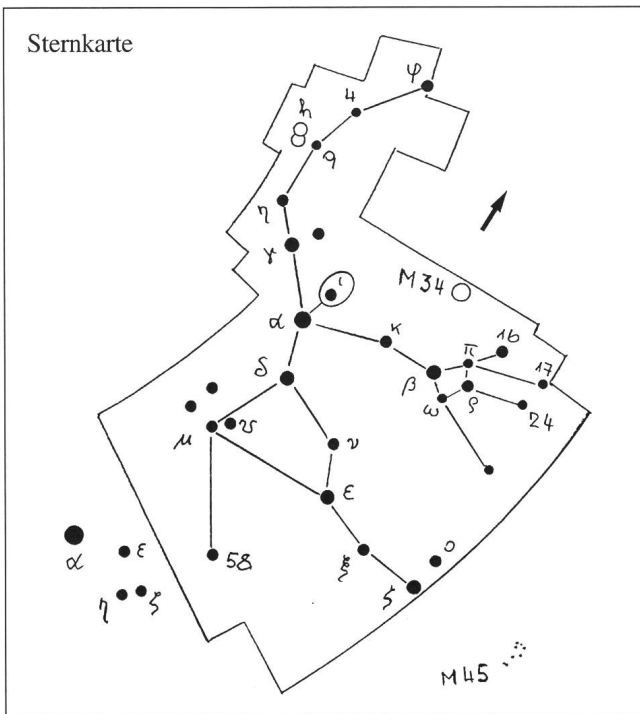 Sternkarte
φ
4
h
9
η
γ
ι
M34
α
κ
π
16
β
17
δ
ω
ρ
24
μ
υ
ν
ε
58
ξ
ο
ζ
α
ε
η
ζ
M45